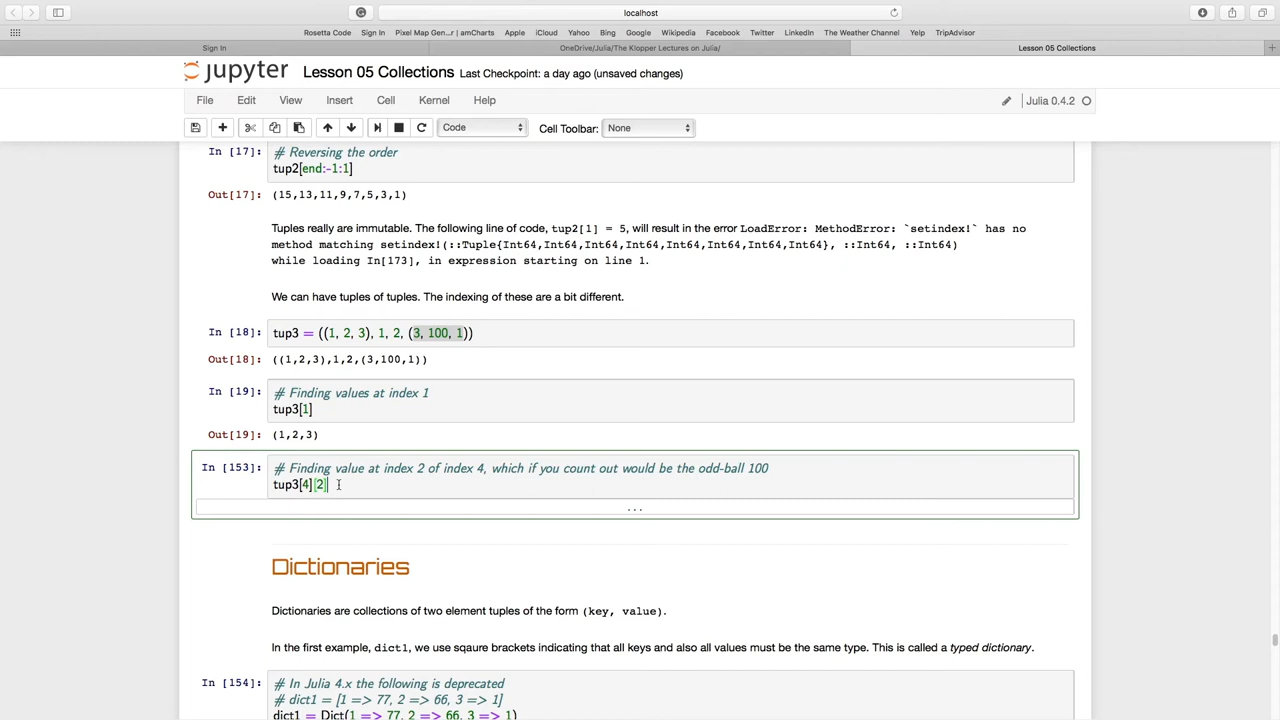 localhost
Rosetta Code Sign In Pixel Map Gen...r | amCharts Apple iCloud Yahoo Bing Google Wikipedia Facebook Twitter LinkedIn The Weather Channel Yelp TripAdvisor
Sign In OneDrive/Julia/The Klopper Lectures on Julia/ Lesson 05 Collections
jupyter Lesson 05 Collections Last Checkpoint: a day ago (unsaved changes)
File Edit View Insert Cell Kernel Help Julia 0.4.2
Code Cell Toolbar: None
In [17]: # Reversing the order
tup2[end:-1:1]
Out[17]: (15,13,11,9,7,5,3,1)
Tuples really are immutable. The following line of code, tup2[1] = 5, will result in the error LoadError: MethodError: `setindex!` has no
method matching setindex!(::Tuple{Int64,Int64,Int64,Int64,Int64,Int64,Int64,Int64}, ::Int64, ::Int64)
while loading In[173], in expression starting on line 1.
We can have tuples of tuples. The indexing of these are a bit different.
In [18]: tup3 = ((1, 2, 3), 1, 2, (3, 100, 1))
Out[18]: ((1,2,3),1,2,(3,100,1))
In [19]: # Finding values at index 1
tup3[1]
Out[19]: (1,2,3)
In [153]: # Finding value at index 2 of index 4, which if you count out would be the odd-ball 100
tup3[4][2]
...
Dictionaries
Dictionaries are collections of two element tuples of the form (key, value).
In the first example, dict1, we use sqaure brackets indicating that all keys and also all values must be the same type. This is called a typed dictionary.
In [154]: # In Julia 4.x the following is deprecated
# dict1 = [1 => 77, 2 => 66, 3 => 1]
dict1 = Dict(1 => 77, 2 => 66, 3 => 1)